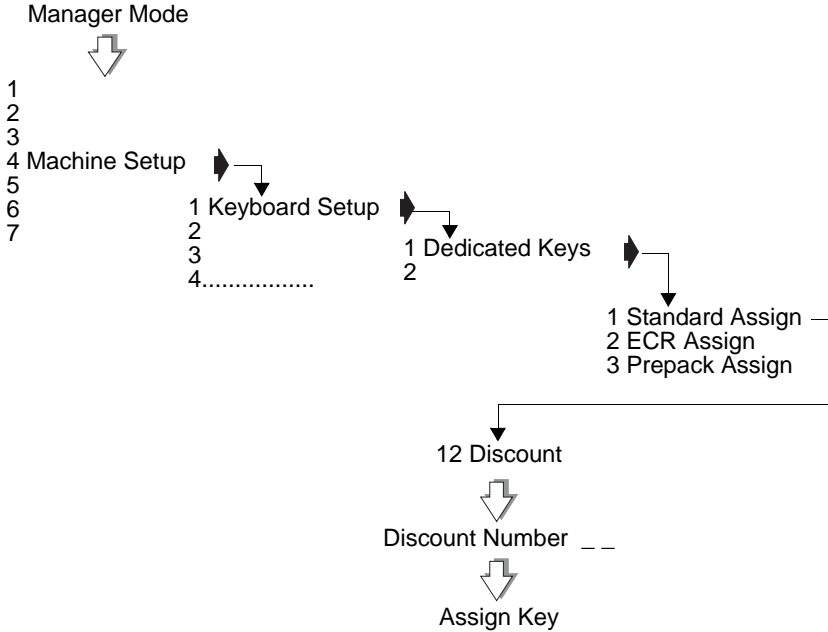 Manager Mode
1
2
3
4 Machine Setup
5
6
7
1 Keyboard Setup
2
3
4.................
1 Dedicated Keys
2
1 Standard Assign
2 ECR Assign
3 Prepack Assign
12 Discount
Discount Number _ _
Assign Key